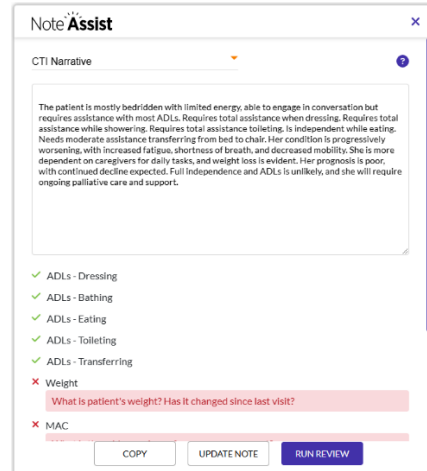 Note Assist
CTI Narrative
The patient is mostly bedridden with limited energy, able to engage in conversation but
requires assistance with most ADLs. Requires total assistance when dressing. Requires total
assistance while showering. Requires total assistance toileting. Is independent while eating.
Needs moderate assistance transferring from bed to chair. Her condition is progressively
worsening, with increased fatigue, shortness of breath, and decreased mobility. She is more
dependent on caregivers for daily tasks, and weight loss is evident. Her prognosis is poor,
with continued decline expected. Full independence and ADLs is unlikely, and she will require
ongoing palliative care and support.
ADLs - Dressing
ADLs - Bathing
ADLs - Eating
ADLs - Toileting
ADLs - Transferring
Weight
What is patient's weight? Has it changed since last visit?
MAC
COPY UPDATE NOTE RUN REVIEW